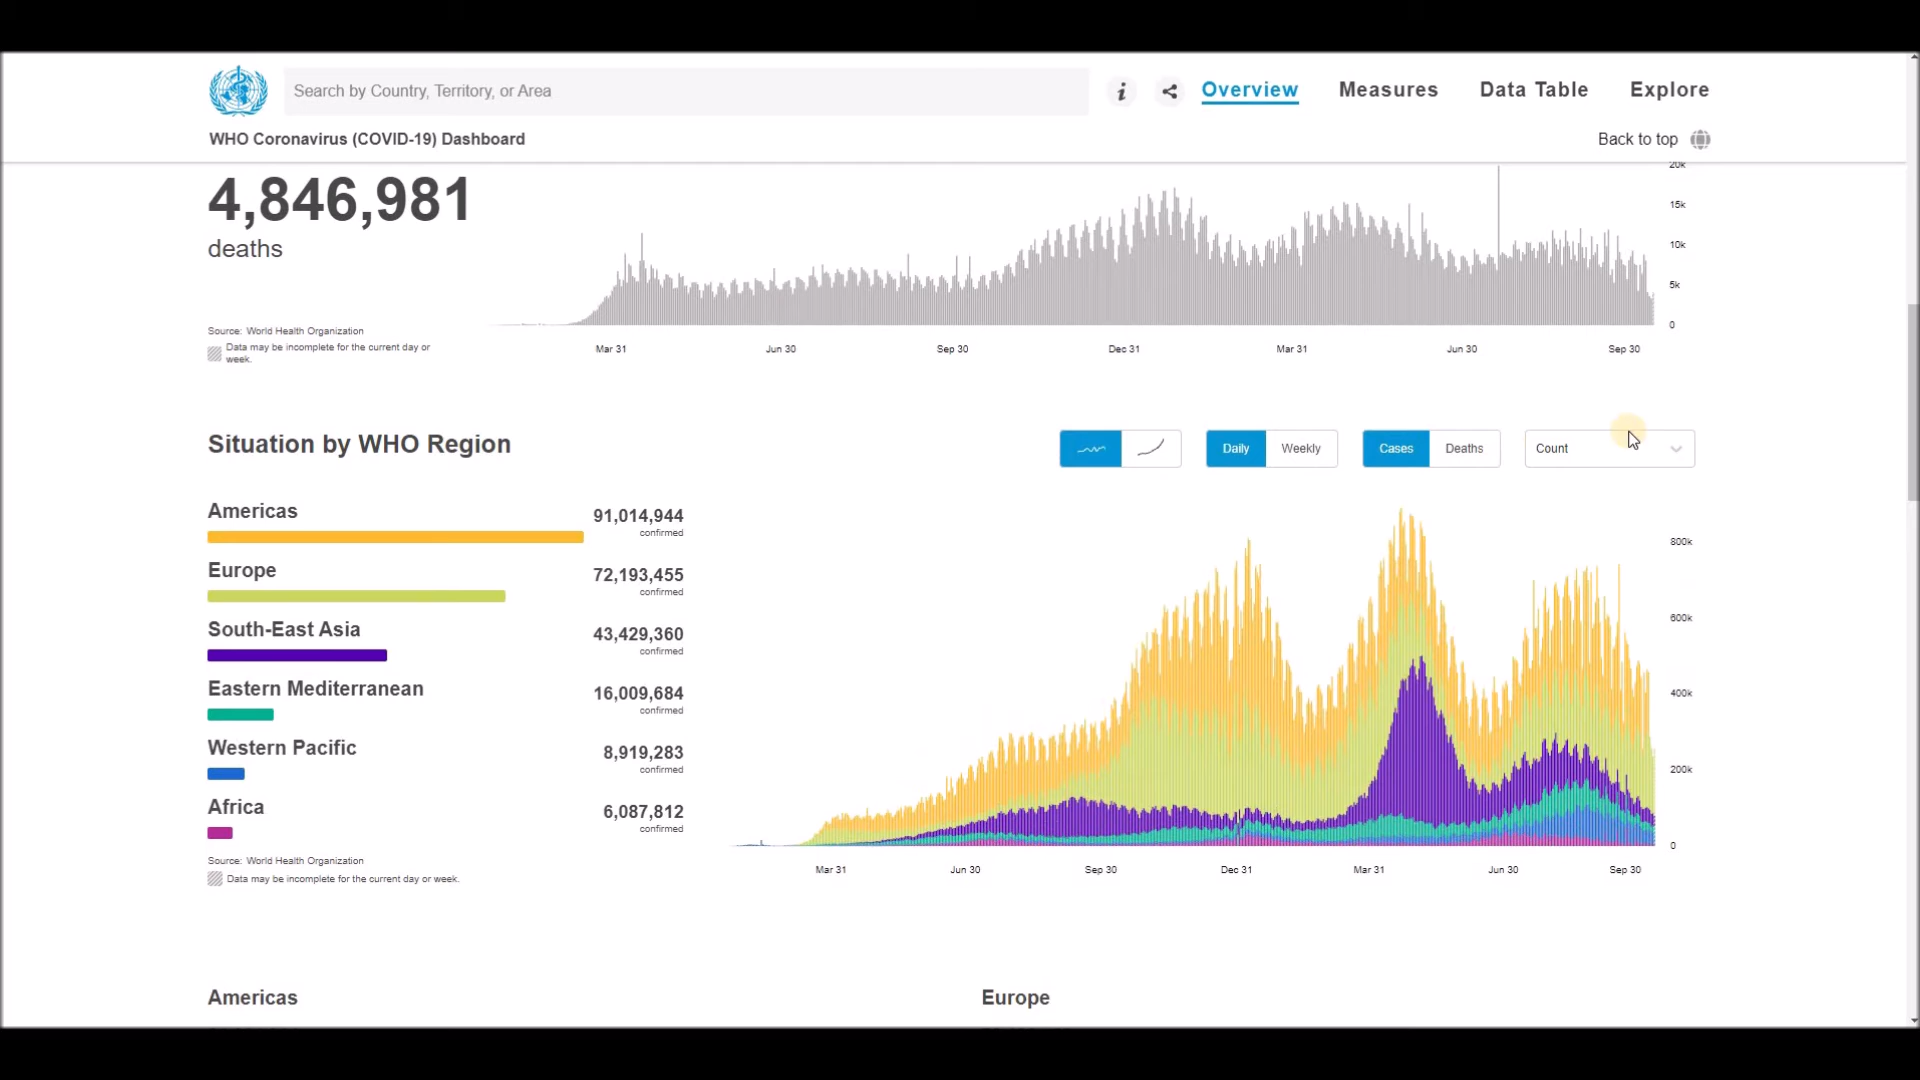 Search by Country, Territory, or Area
i
Overview
Measures
Data Table
Explore
WHO Coronavirus (COVID-19) Dashboard
Back to top
4,846,981
deaths
20k
15k
10k
5k
0
Source: World Health Organization
Data may be incomplete for the current day or
week.
Mar 31
Jun 30
Sep 30
Dec 31
Mar 31
Jun 30
Sep 30
Situation by WHO Region
Daily
Weekly
Cases
Deaths
Count
Americas
91,014,944
confirmed
Europe
72,193,455
confirmed
South-East Asia
43,429,360
confirmed
Eastern Mediterranean
16,009,684
confirmed
Western Pacific
8,919,283
confirmed
Africa
6,087,812
confirmed
800k
600k
400k
200k
0
Mar 31
Jun 30
Sep 30
Dec 31
Mar 31
Jun 30
Sep 30
Source: World Health Organization
Data may be incomplete for the current day or week.
Americas
Europe